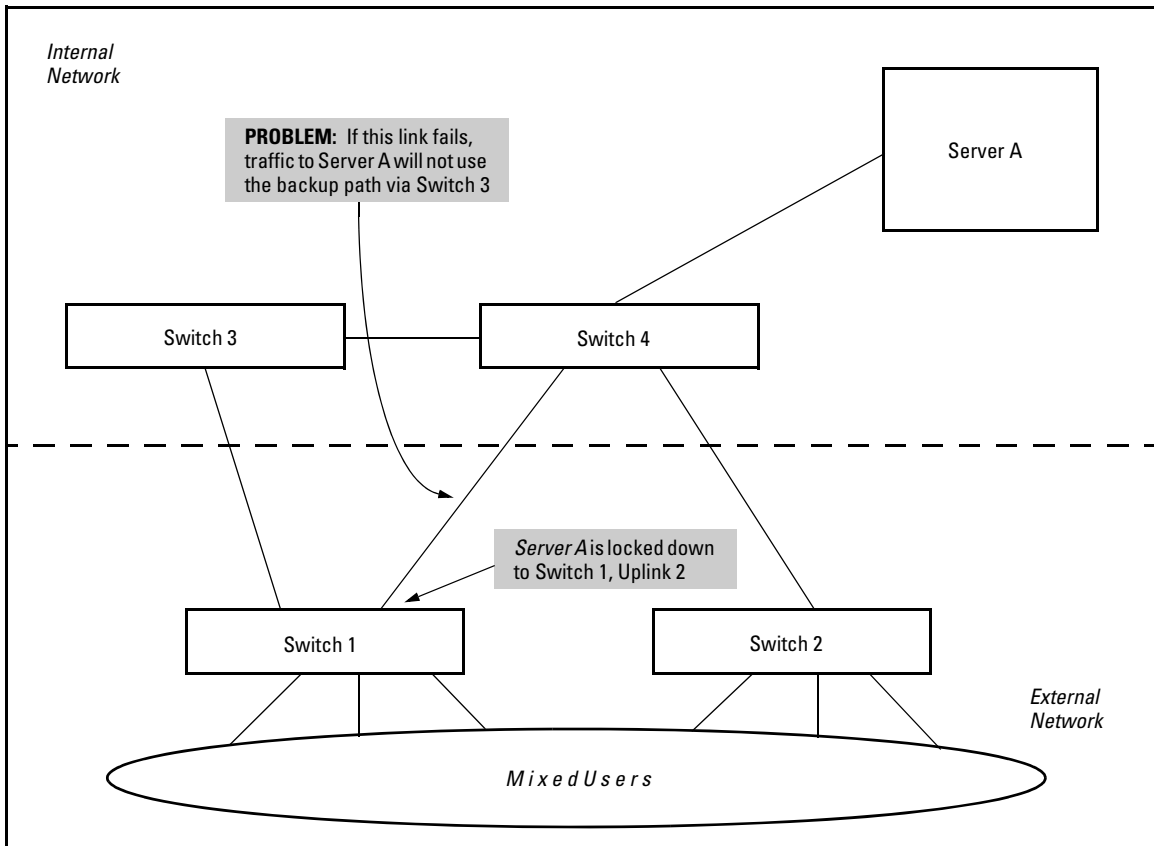 Internal
Network
PROBLEM: If this link fails,
traffic to Server A will not use
the backup path via Switch 3
Server A
Switch 3
Switch 4
Server A is locked down
to Switch 1, Uplink 2
Switch 1
Switch 2
External
Network
Mixed Users